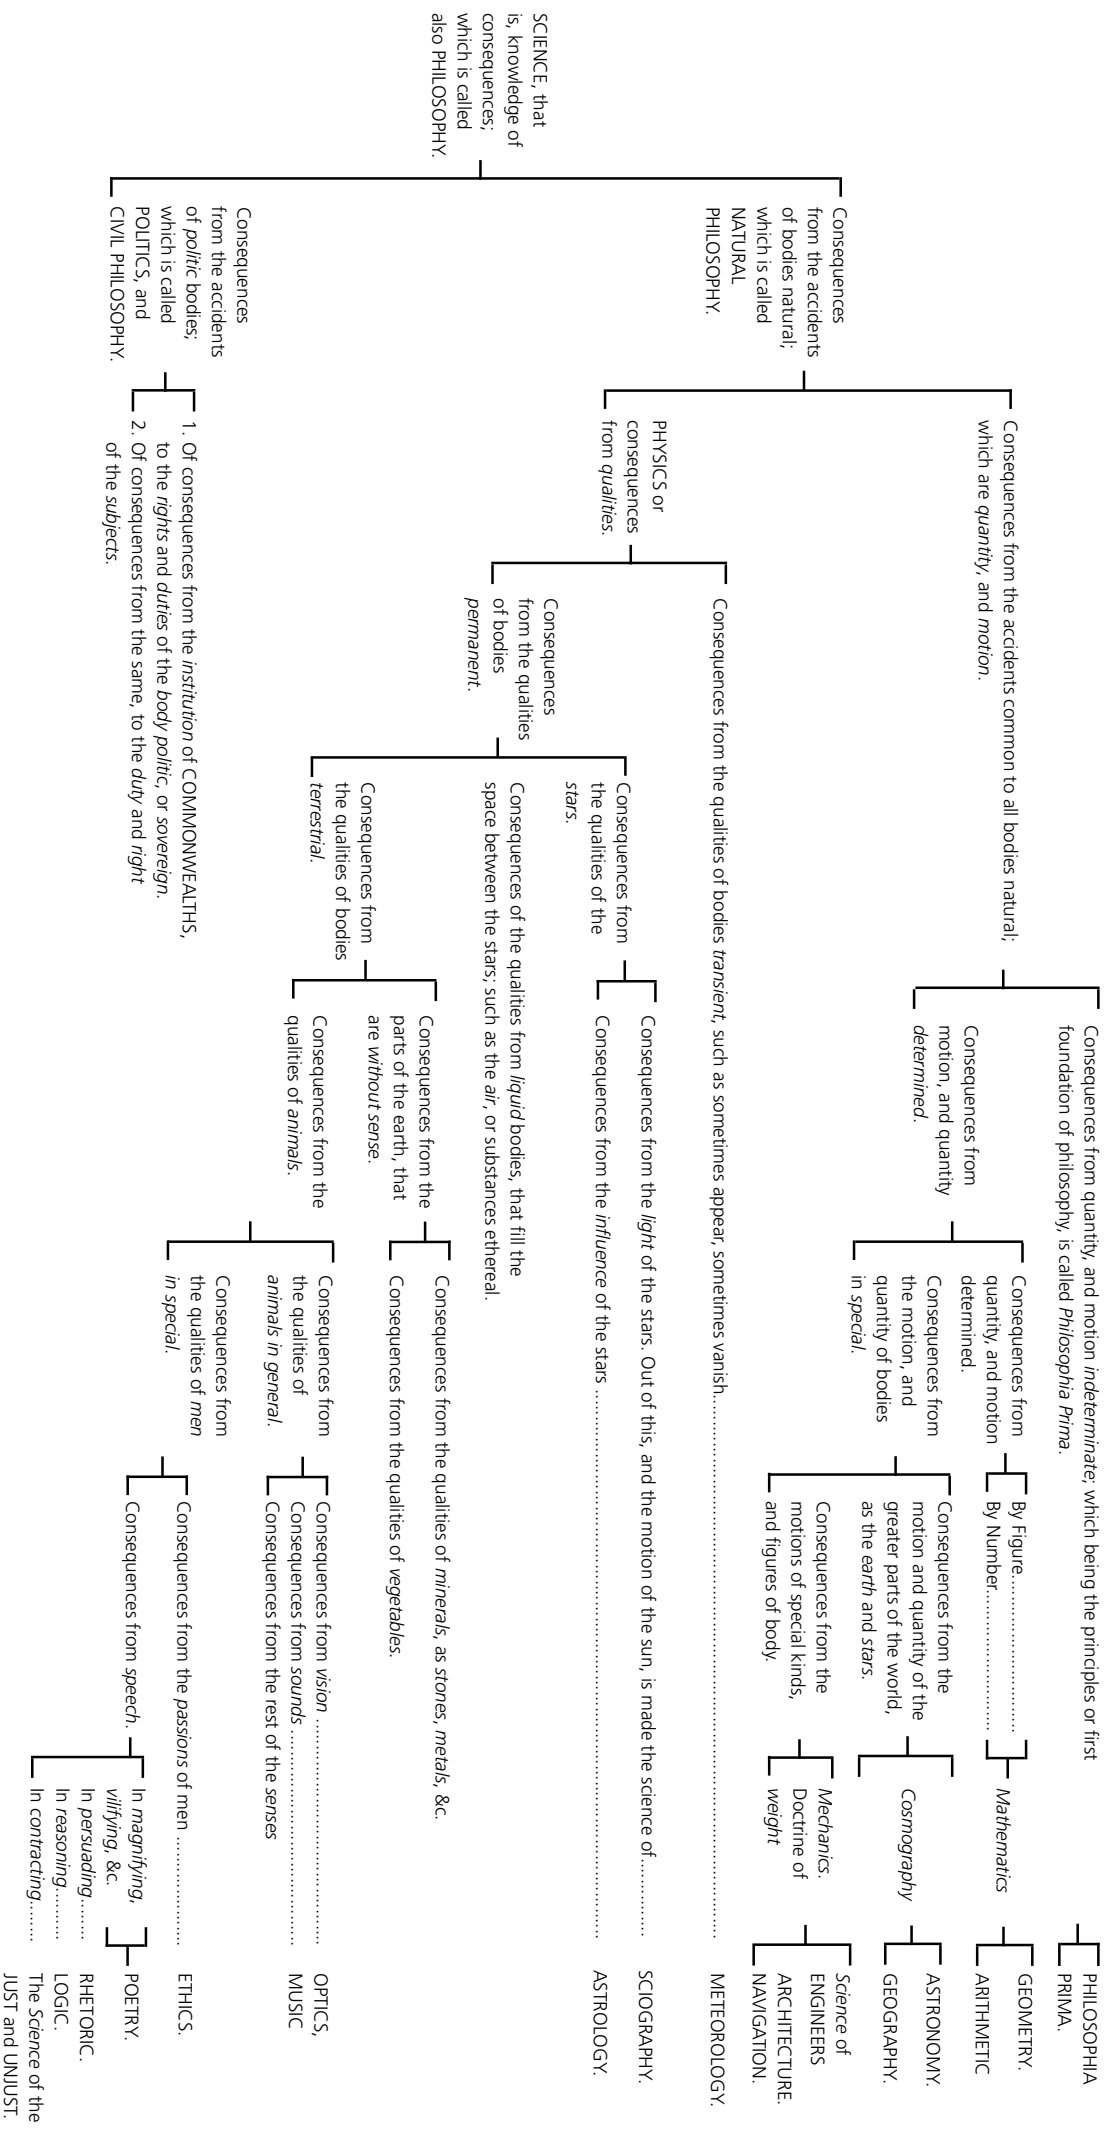 SCIENCE, that
is, knowledge of
consequences;
which is called
also PHILOSOPHY.
Consequences
from the accidents
of bodies natural;
which is called
NATURAL
PHILOSOPHY.
Consequences from the accidents common to all bodies natural;
which are quantity, and motion.
Consequences from quantity, and motion indeterminate; which being the principles or first
foundation of philosophy, is called Philosophia Prima.
PHILOSOPHIA
PRIMA.
Consequences from
motion, and quantity
determined.
Consequences from
quantity, and motion
determined.
By Figure..............................
By Number...........................
Mathematics
GEOMETRY.
ARITHMETIC
Consequences from
the motion, and
quantity of bodies
in special.
Consequences from the
motion and quantity of the
greater parts of the world,
as the earth and stars.
Cosmography
ASTRONOMY.
GEOGRAPHY.
Consequences from the
motions of special kinds,
and figures of body.
Mechanics.
Doctrine of
weight
Science of
ENGINEERS
ARCHITECTURE.
NAVIGATION.
PHYSICS or
consequences
from qualities.
Consequences from the qualities of bodies transient, such as sometimes appear, sometimes vanish.......................................................... METEOROLOGY.
Consequences
from the qualities
of bodies
permanent.
Consequences from
the qualities of the
stars.
Consequences from the light of the stars. Out of this, and the motion of the sun, is made the science of.............. SCIOGRAPHY.
Consequences from the influence of the stars .......................................................... ASTROLOGY.
Consequences of the qualities from liquid bodies, that fill the
space between the stars; such as the air, or substances ethereal.
Consequences from
the qualities of bodies
terrestrial.
Consequences from the
parts of the earth, that
are without sense.
Consequences from the qualities of minerals, as stones, metals, &c.
Consequences from the qualities of vegetables.
Consequences from the
qualities of animals.
Consequences from
the qualities of
animals in general.
Consequences from vision ........................................ OPTICS,
Consequences from sounds ...................................... MUSIC
Consequences from the rest of the senses
Consequences from
the qualities of men
in special.
Consequences from the passions of men .................... ETHICS.
Consequences from speech.
In magnifying,
vilifying, &c.
POETRY.
In persuading........ RHETORIC.
In reasoning.......... LOGIC.
In contracting........ The Science of the
JUST and UNJUST.
Consequences
from the accidents
of politic bodies;
which is called
POLITICS, and
CIVIL PHILOSOPHY.
1. Of consequences from the institution of COMMONWEALTHS,
to the rights and duties of the body politic, or sovereign.
2. Of consequences from the same, to the duty and right
of the subjects.